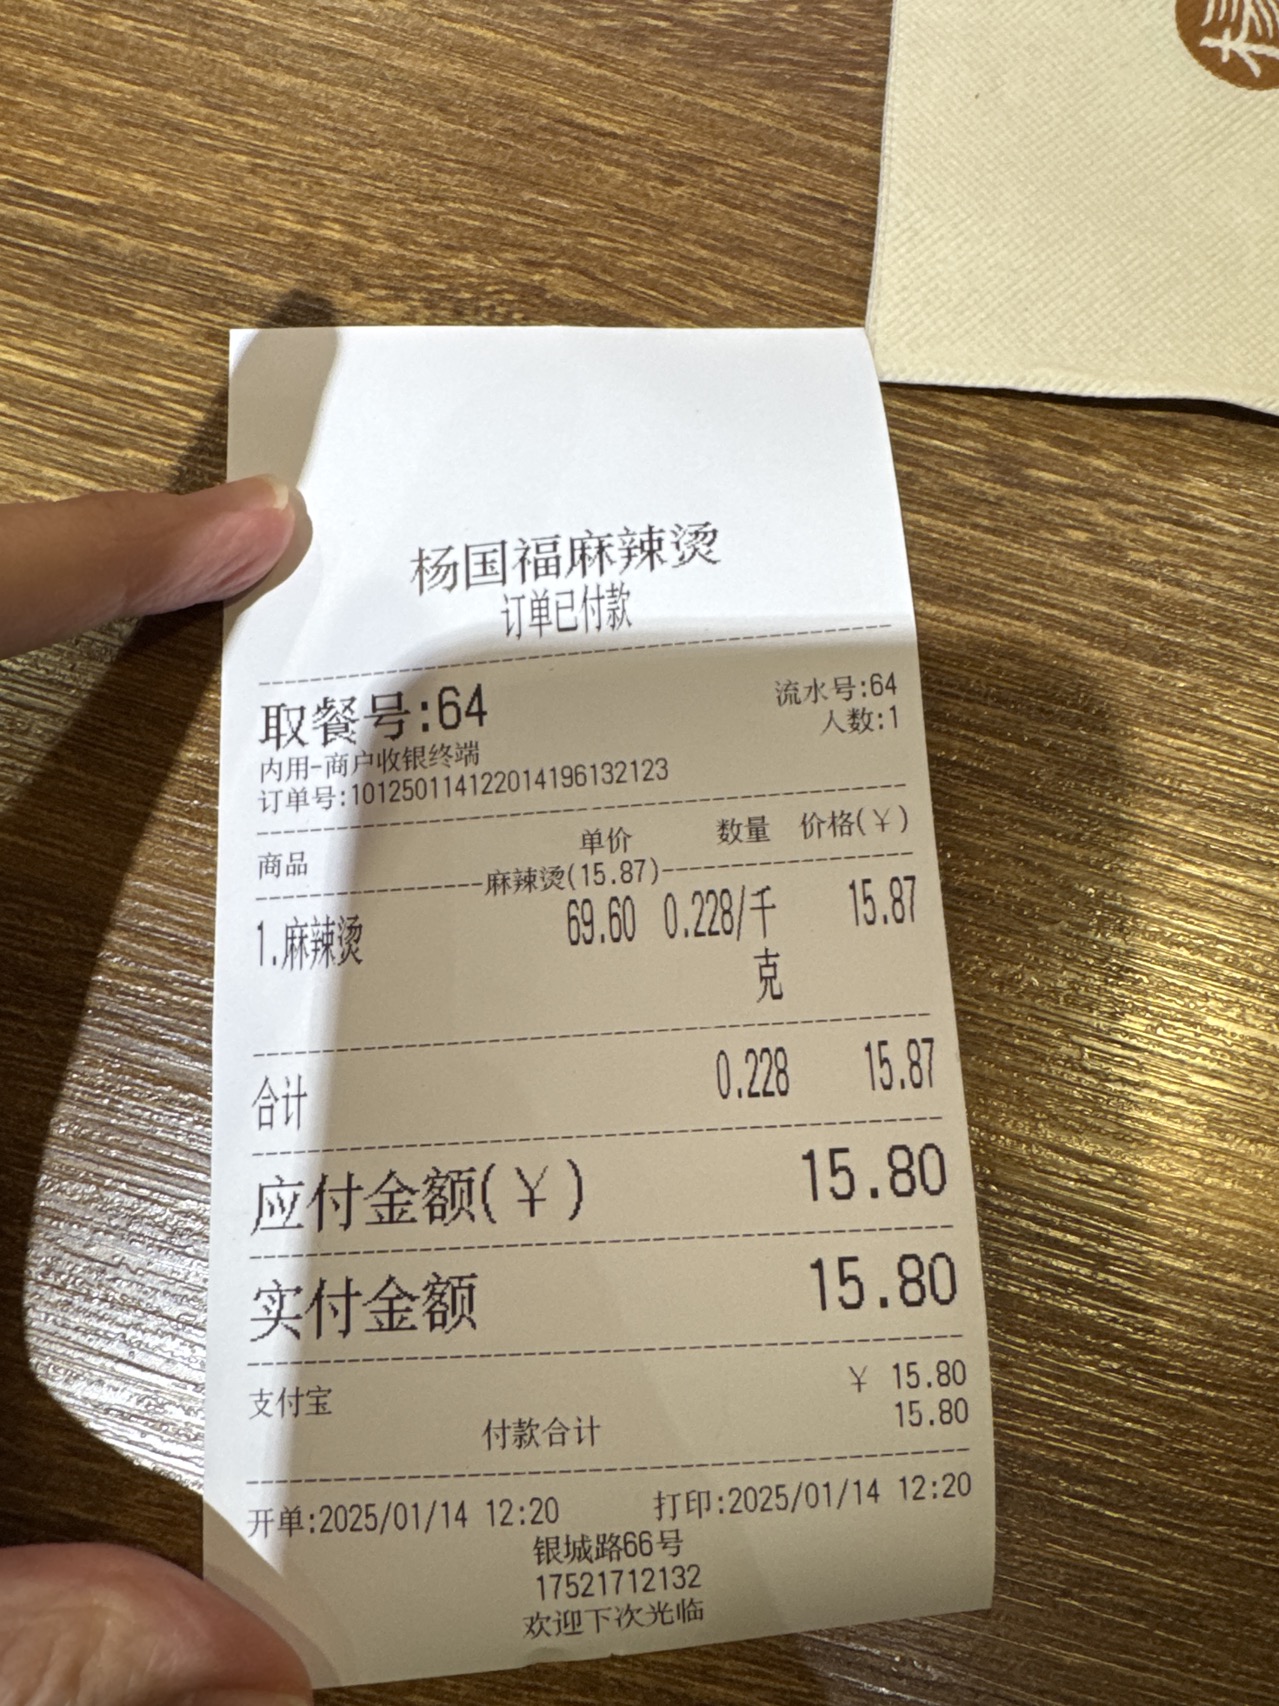 杨国福麻辣烫
订单已付款
取餐号:64 流水号:64
人数:1
内用-商户收银终端
订单号:101250114122014196132123
商品 单价 数量 价格(￥)
麻辣烫(15.87)
1.麻辣烫 69.60 0.228/千克 15.87
合计 0.228 15.87
应付金额(￥) 15.80
实付金额 15.80
支付宝 ￥ 15.80
付款合计 15.80
开单:2025/01/14 12:20 打印:2025/01/14 12:20
银城路66号
17521712132
欢迎下次光临